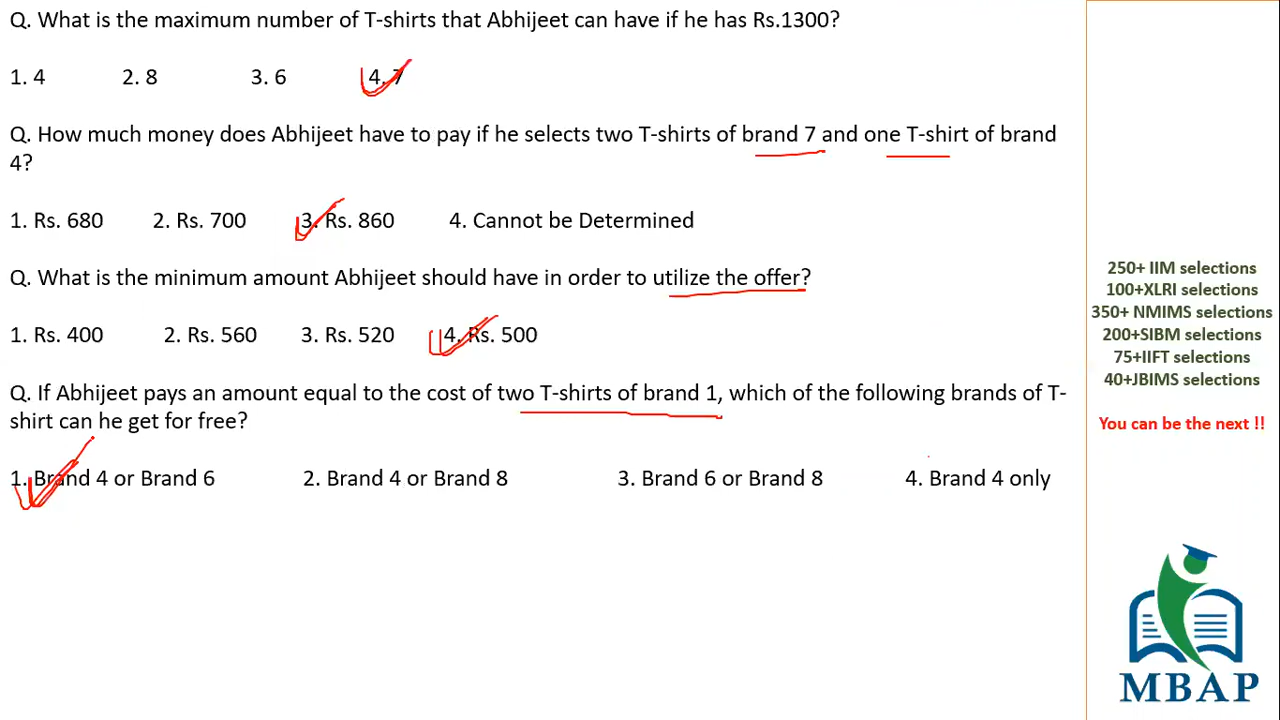 Q. What is the maximum number of T-shirts that Abhijeet can have if he has Rs.1300?
1. 4 2. 8 3. 6 4. 7
Q. How much money does Abhijeet have to pay if he selects two T-shirts of brand 7 and one T-shirt of brand
4?
1. Rs. 680 2. Rs. 700 3. Rs. 860 4. Cannot be Determined
Q. What is the minimum amount Abhijeet should have in order to utilize the offer?
1. Rs. 400 2. Rs. 560 3. Rs. 520 4. Rs. 500
Q. If Abhijeet pays an amount equal to the cost of two T-shirts of brand 1, which of the following brands of T-
shirt can he get for free?
1. Brand 4 or Brand 6 2. Brand 4 or Brand 8 3. Brand 6 or Brand 8 4. Brand 4 only
250+ IIM selections
100+XLRI selections
350+ NMIMS selections
200+SIBM selections
75+IIFT selections
40+JBIMS selections
You can be the next !!
MBAP